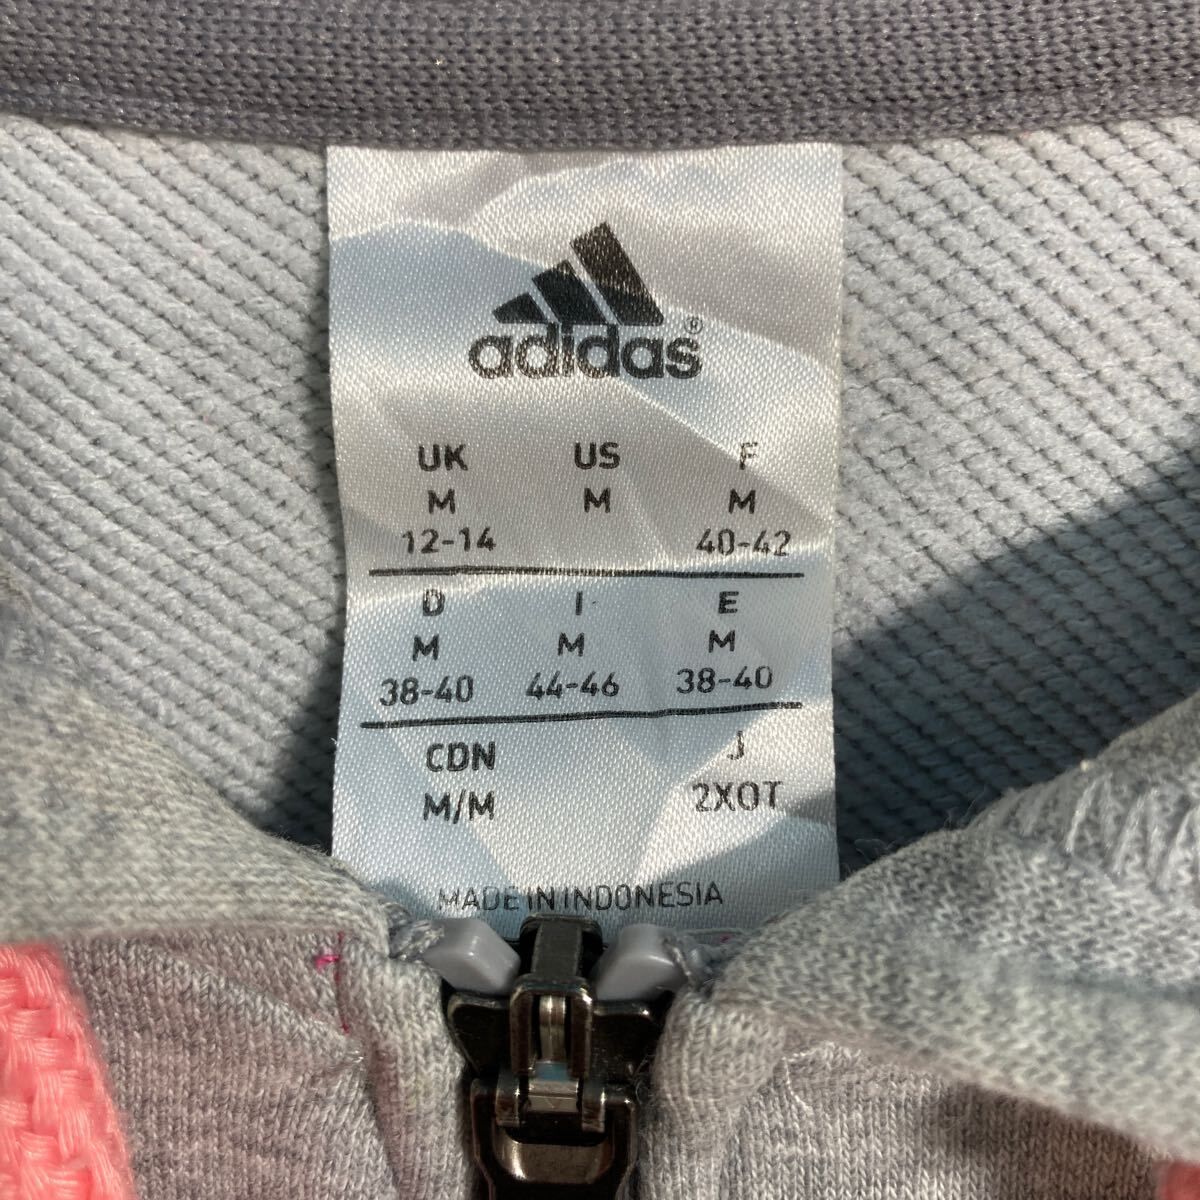 adidas®
UK US F
M M M
12-14 40-42
D I E
M M M
38-40 44-46 38-40
CDN J
M/M 2XOT
MADE IN INDONESIA